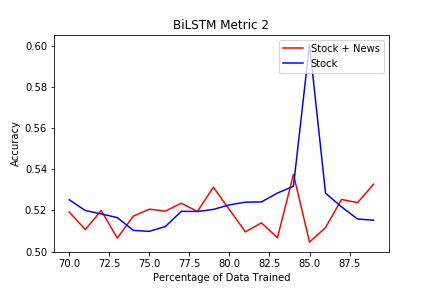 BiLSTM Metric 2
Stock + News
Stock
0.60
0.58
0.56
0.54
0.52
0.50
Accuracy
70.0 72.5 75.0 77.5 80.0 82.5 85.0 87.5
Percentage of Data Trained